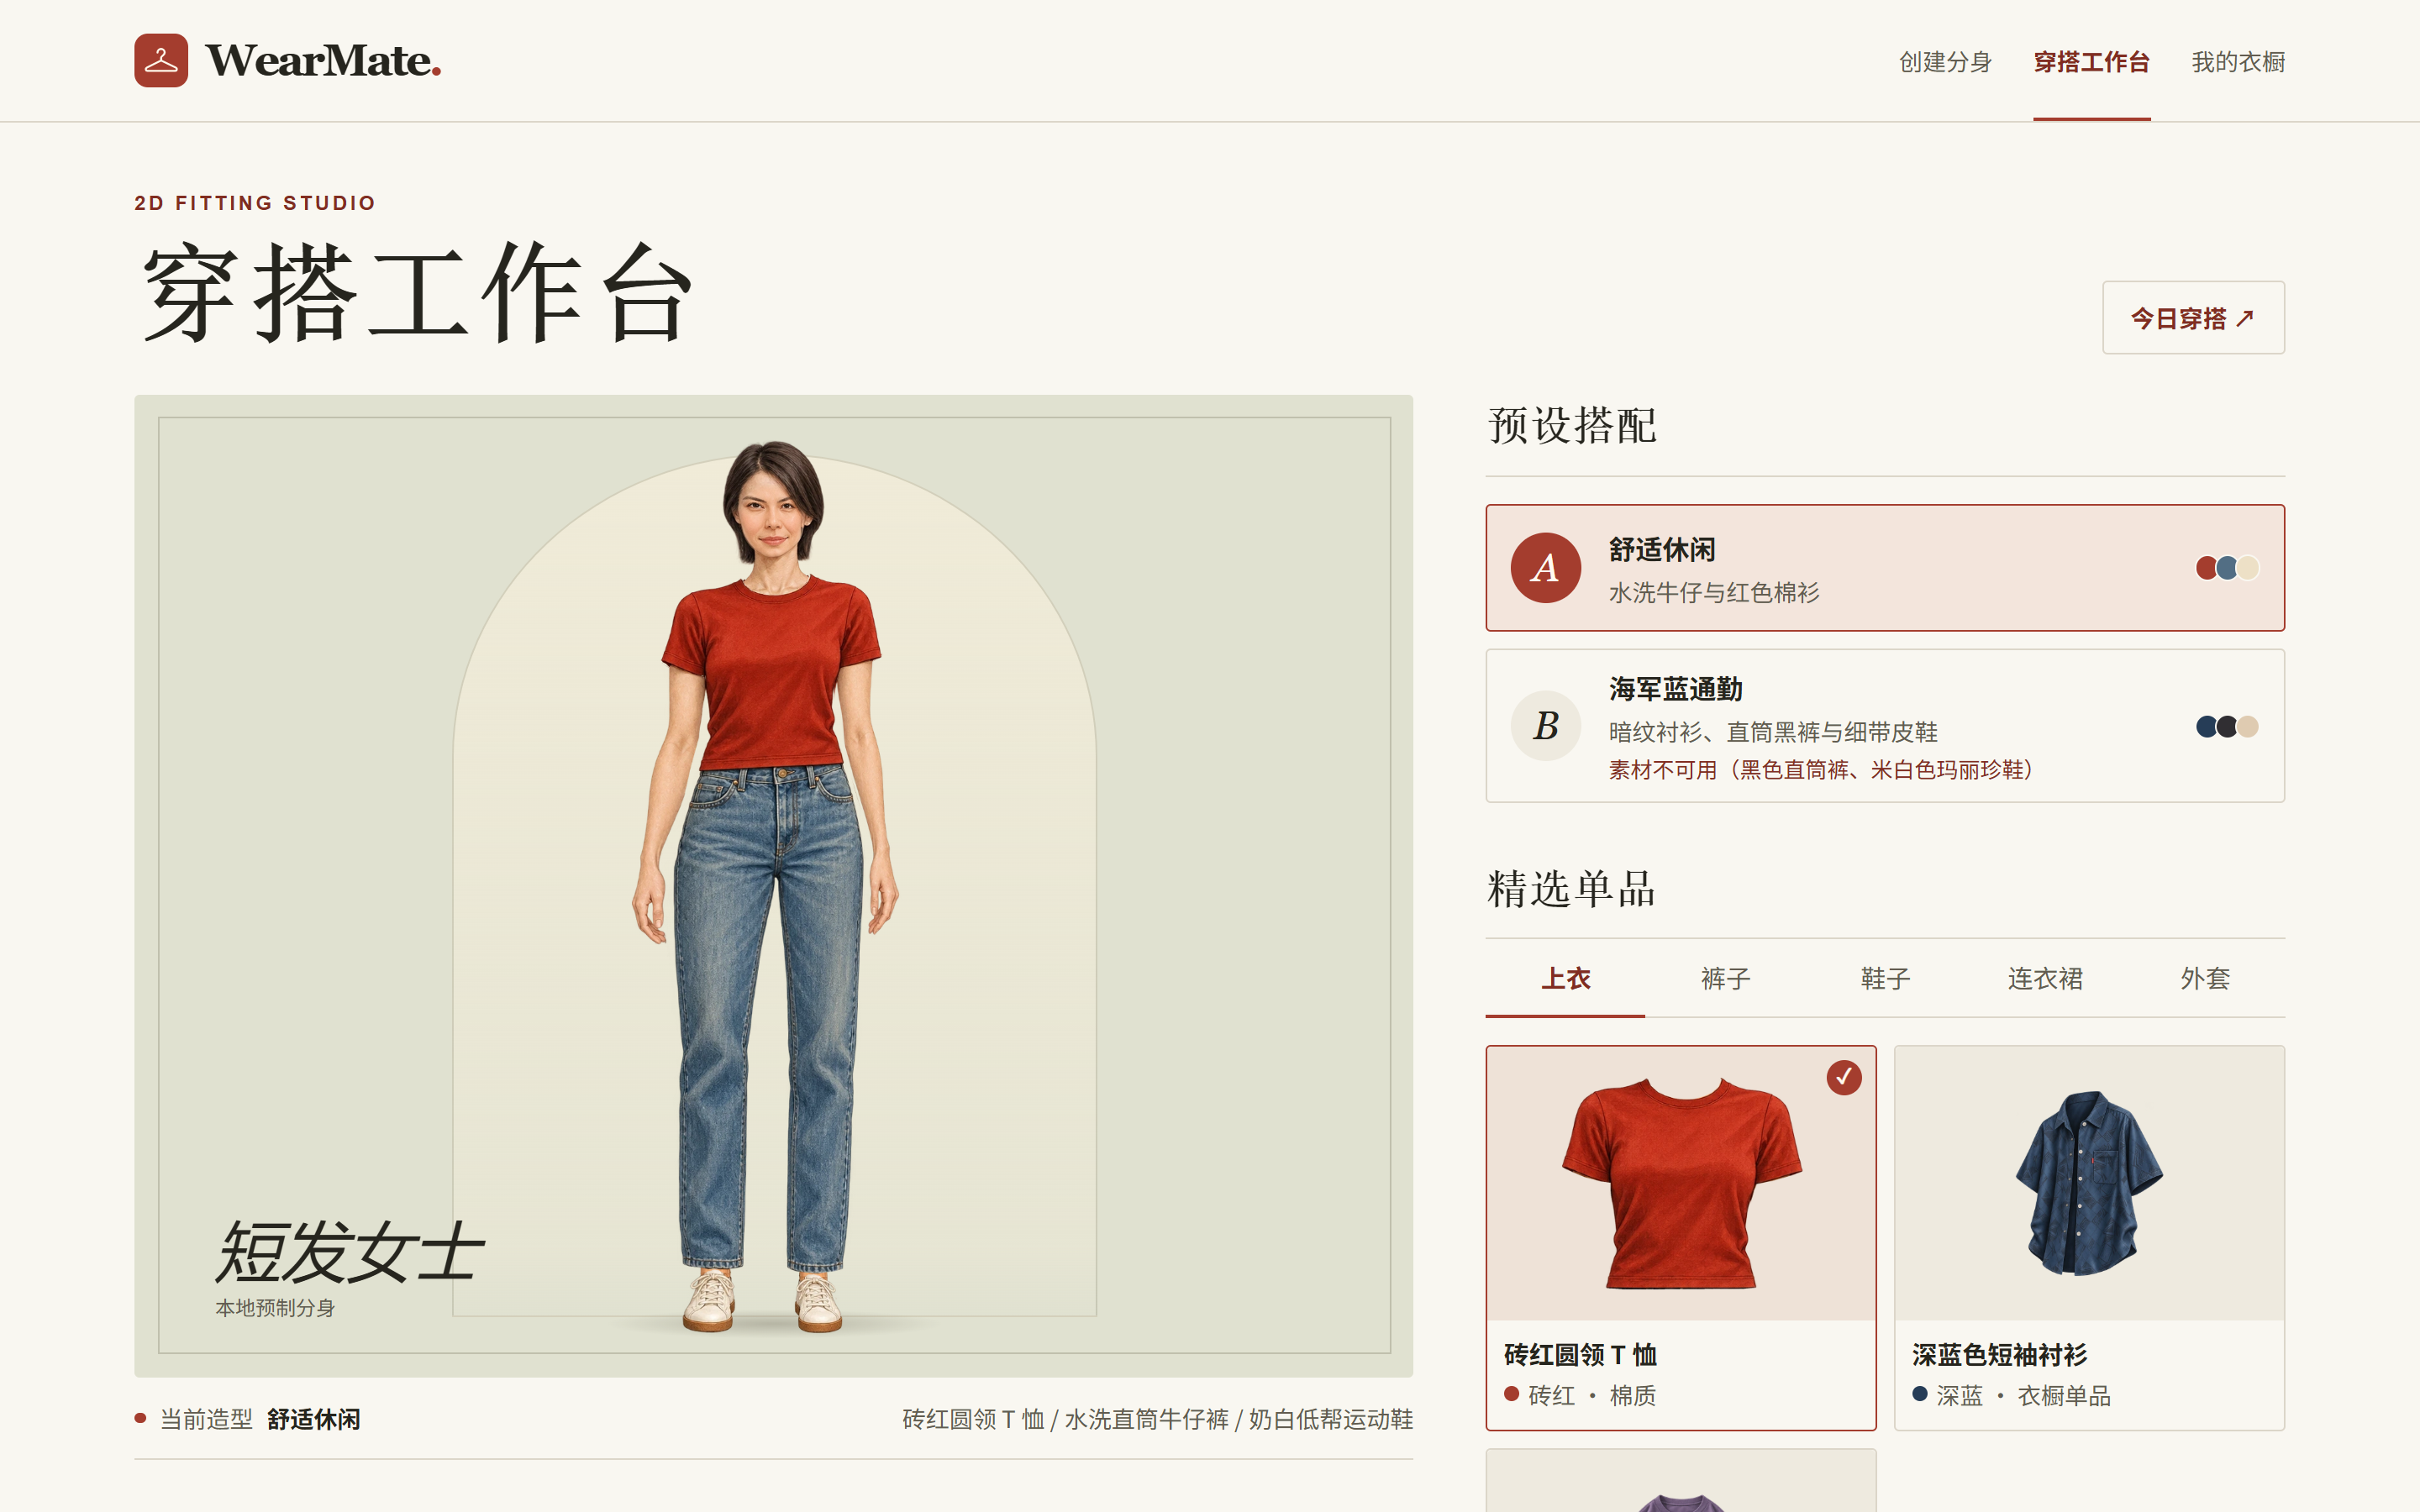 WearMate.
创建分身
穿搭工作台
我的衣橱
2D FITTING STUDIO
穿搭工作台
今日穿搭 ↗
短发女士
本地预制分身
当前造型 舒适休闲
砖红圆领 T 恤 / 水洗直筒牛仔裤 / 奶白低帮运动鞋
预设搭配
A
舒适休闲
水洗牛仔与红色棉衫
B
海军蓝通勤
暗纹衬衫、直筒黑裤与细带皮鞋
素材不可用（黑色直筒裤、米白色玛丽珍鞋）
精选单品
上衣
裤子
鞋子
连衣裙
外套
砖红圆领 T 恤
砖红 · 棉质
深蓝色短袖衬衫
深蓝 · 衣橱单品